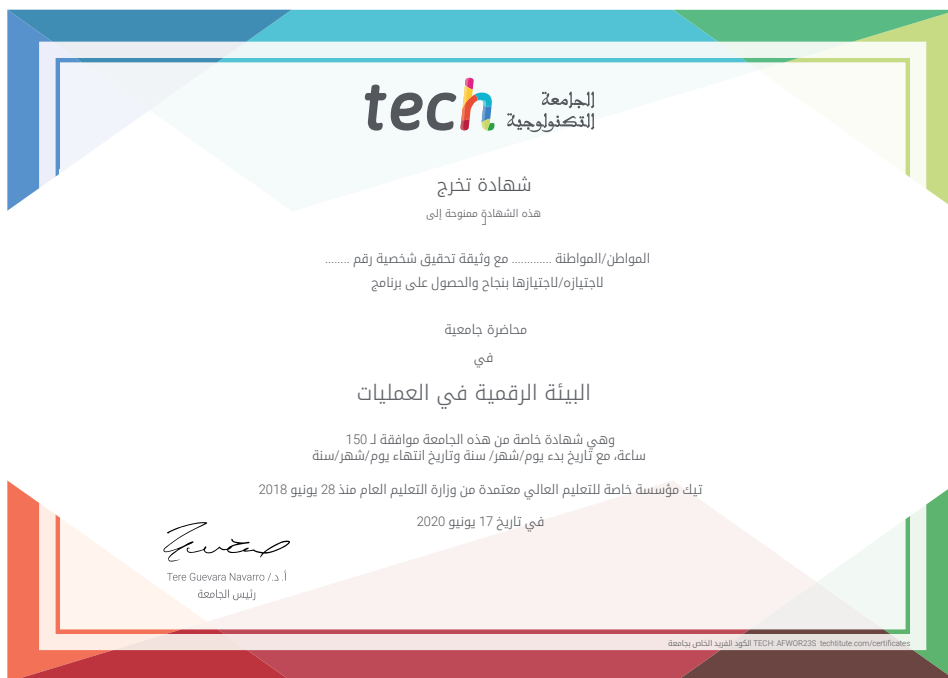 tech الجامعة
التكنولوجية
شهادة تخرج
هذه الشهادة ممنوحة إلى
المواطن/المواطنة ............. مع وثيقة تحقيق شخصية رقم ........
لاجتيازه/لاجتيازها بنجاح والحصول على برنامج
محاضرة جامعية
في
البيئة الرقمية في العمليات
وهي شهادة خاصة من هذه الجامعة موافقة لـ 150
ساعة، مع تاريخ بدء يوم/شهر/ سنة وتاريخ انتهاء يوم/شهر/سنة
تيك مؤسسة خاصة للتعليم العالي معتمدة من وزارة التعليم العام منذ 28 يونيو 2018
في تاريخ 17 يونيو 2020
أ. د./ Tere Guevara Navarro
رئيس الجامعة
الكود الفريد الخاص بجامعة TECH: AFWOR23S techtitute.com/certificates